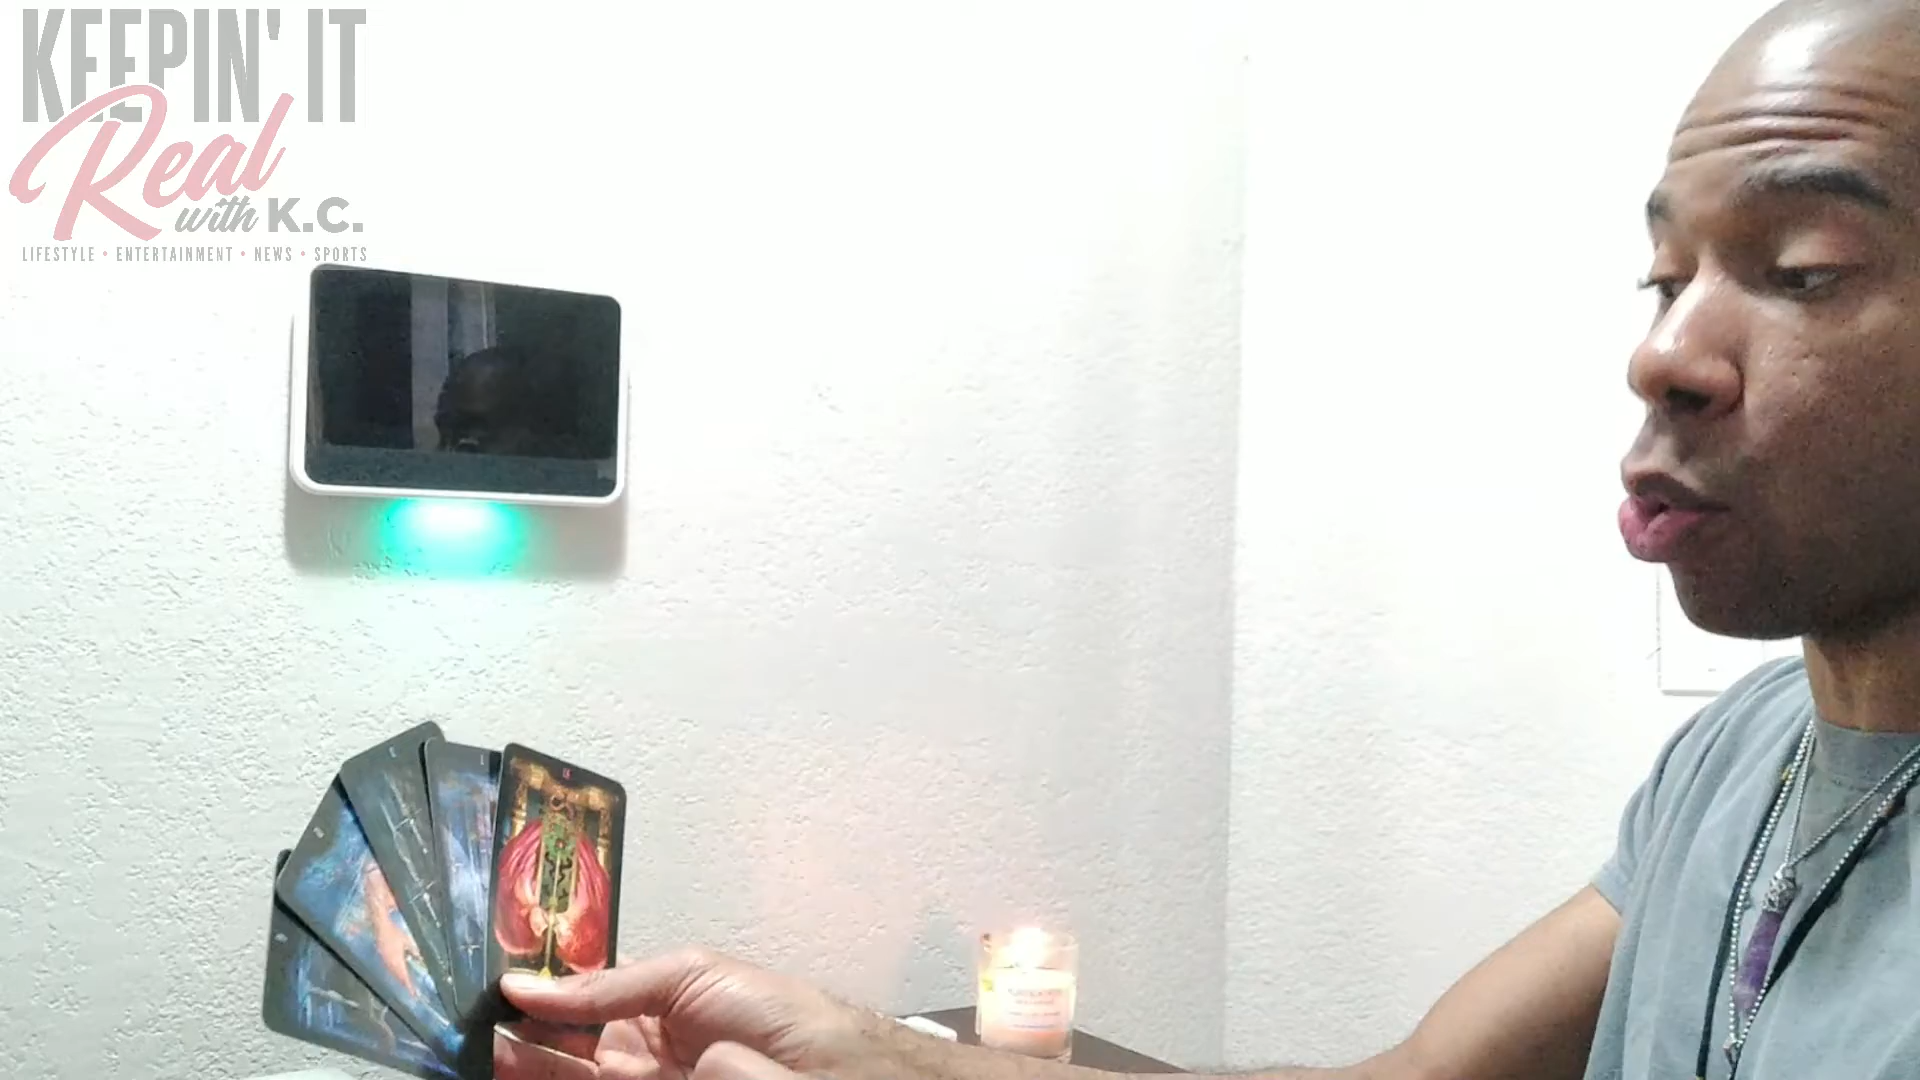 KEEPIN' IT
Real
with K.C.
LIFESTYLE • ENTERTAINMENT • NEWS • SPORTS